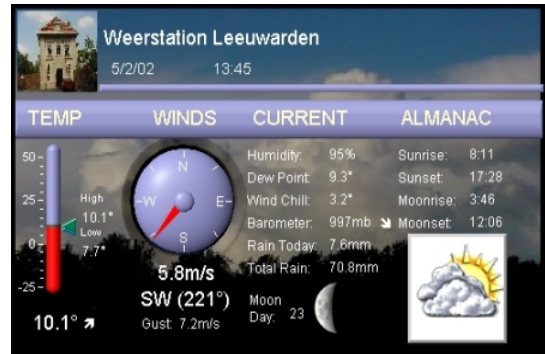 Weerstation Leeuwarden
5/2/02 13:45
TEMP WINDS CURRENT ALMANAC
50
25
0
-25
High
10.1°
Low
7.7°
10.1°
N
W E
S
5.8m/s
SW (221°)
Gust: 7.2m/s
Humidity: 95%
Dew Point: 9.3°
Wind Chill: 3.2°
Barometer: 997mb
Rain Today: 7.6mm
Total Rain: 70.8mm
Moon
Day: 23
Sunrise: 8:11
Sunset: 17:28
Moonrise: 3:46
Moonset: 12:06